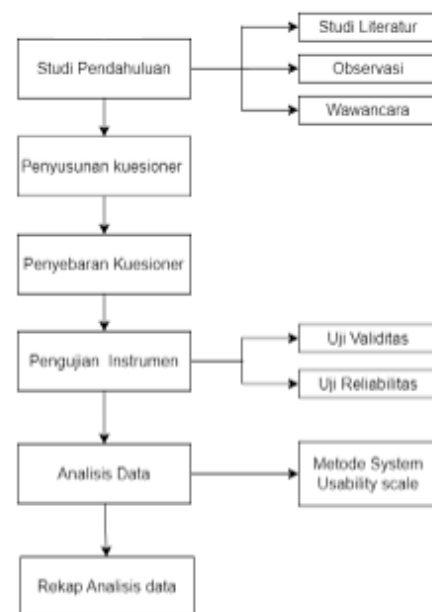 Studi Pendahuluan
Studi Literatur
Observasi
Wawancara
Penyusunan kuesioner
Penyebaran Kuesioner
Pengujian Instrumen
Uji Validitas
Uji Reliabilitas
Analisis Data
Metode System
Usability scale
Rekap Analisis data